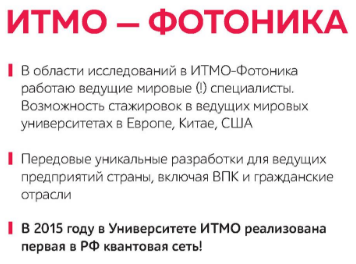 ИТМО — ФОТОНИКА
В области исследований в ИТМО-Фотоника
работаю ведущие мировые (!) специалисты.
Возможность стажировок в ведущих мировых
университетах в Европе, Китае, США
Передовые уникальные разработки для ведущих
предприятий страны, включая ВПК и гражданские
отрасли
В 2015 году в Университете ИТМО реализована
первая в РФ квантовая сеть!